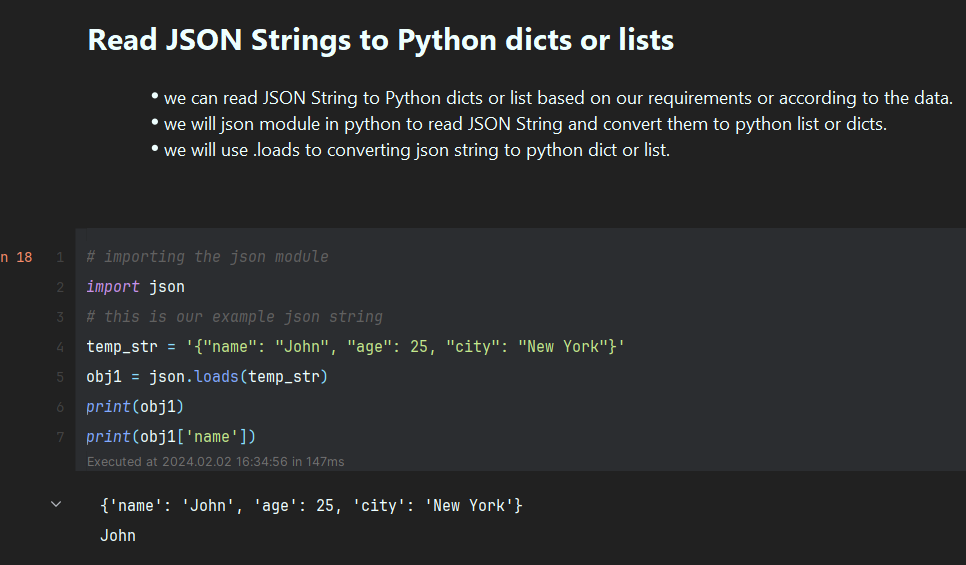 Read JSON Strings to Python dicts or lists
• we can read JSON String to Python dicts or list based on our requirements or according to the data.
• we will json module in python to read JSON String and convert them to python list or dicts.
• we will use .loads to converting json string to python dict or list.
n 18
1 # importing the json module
2 import json
3 # this is our example json string
4 temp_str = '{"name": "John", "age": 25, "city": "New York"}'
5 obj1 = json.loads(temp_str)
6 print(obj1)
7 print(obj1['name'])
Executed at 2024.02.02 16:34:56 in 147ms
{'name': 'John', 'age': 25, 'city': 'New York'}
John